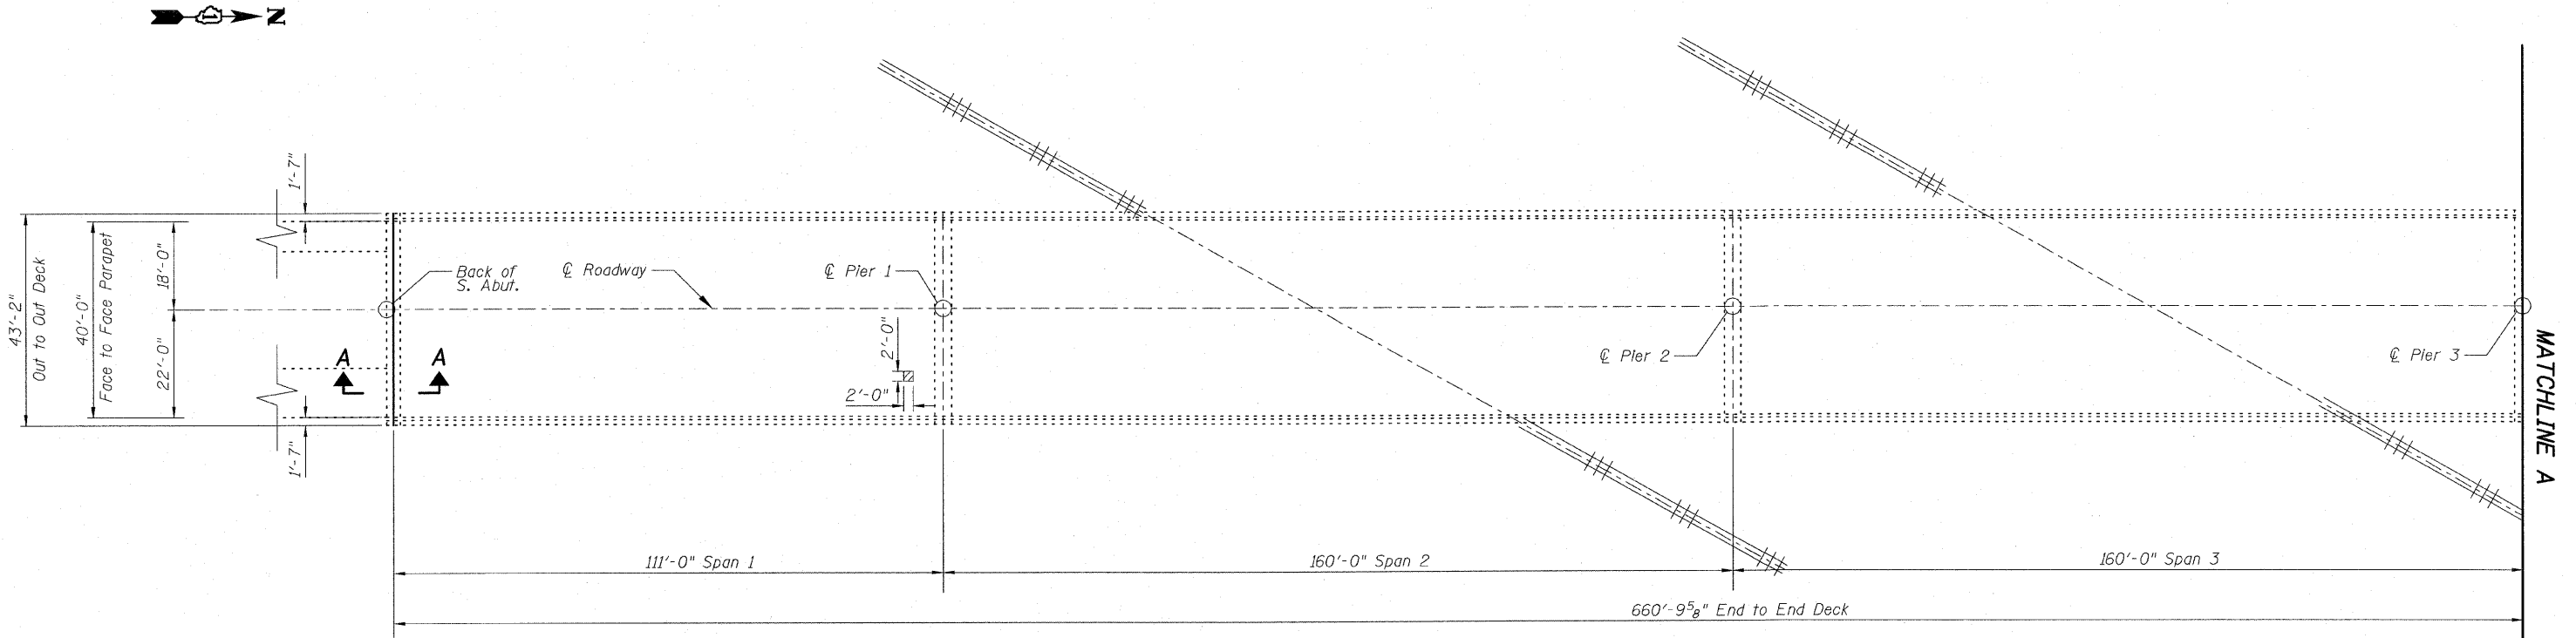 1 N
1'-7"
43'-2"
Out to Out Deck
40'-0"
Face to Face Parapet
18'-0"
22'-0"
1'-7"
A A
Back of
S. Abut.
℄ Roadway
℄ Pier 1
2'-0"
2'-0"
℄ Pier 2
℄ Pier 3
MATCHLINE A
111'-0" Span 1
160'-0" Span 2
160'-0" Span 3
660'-9⅝" End to End Deck